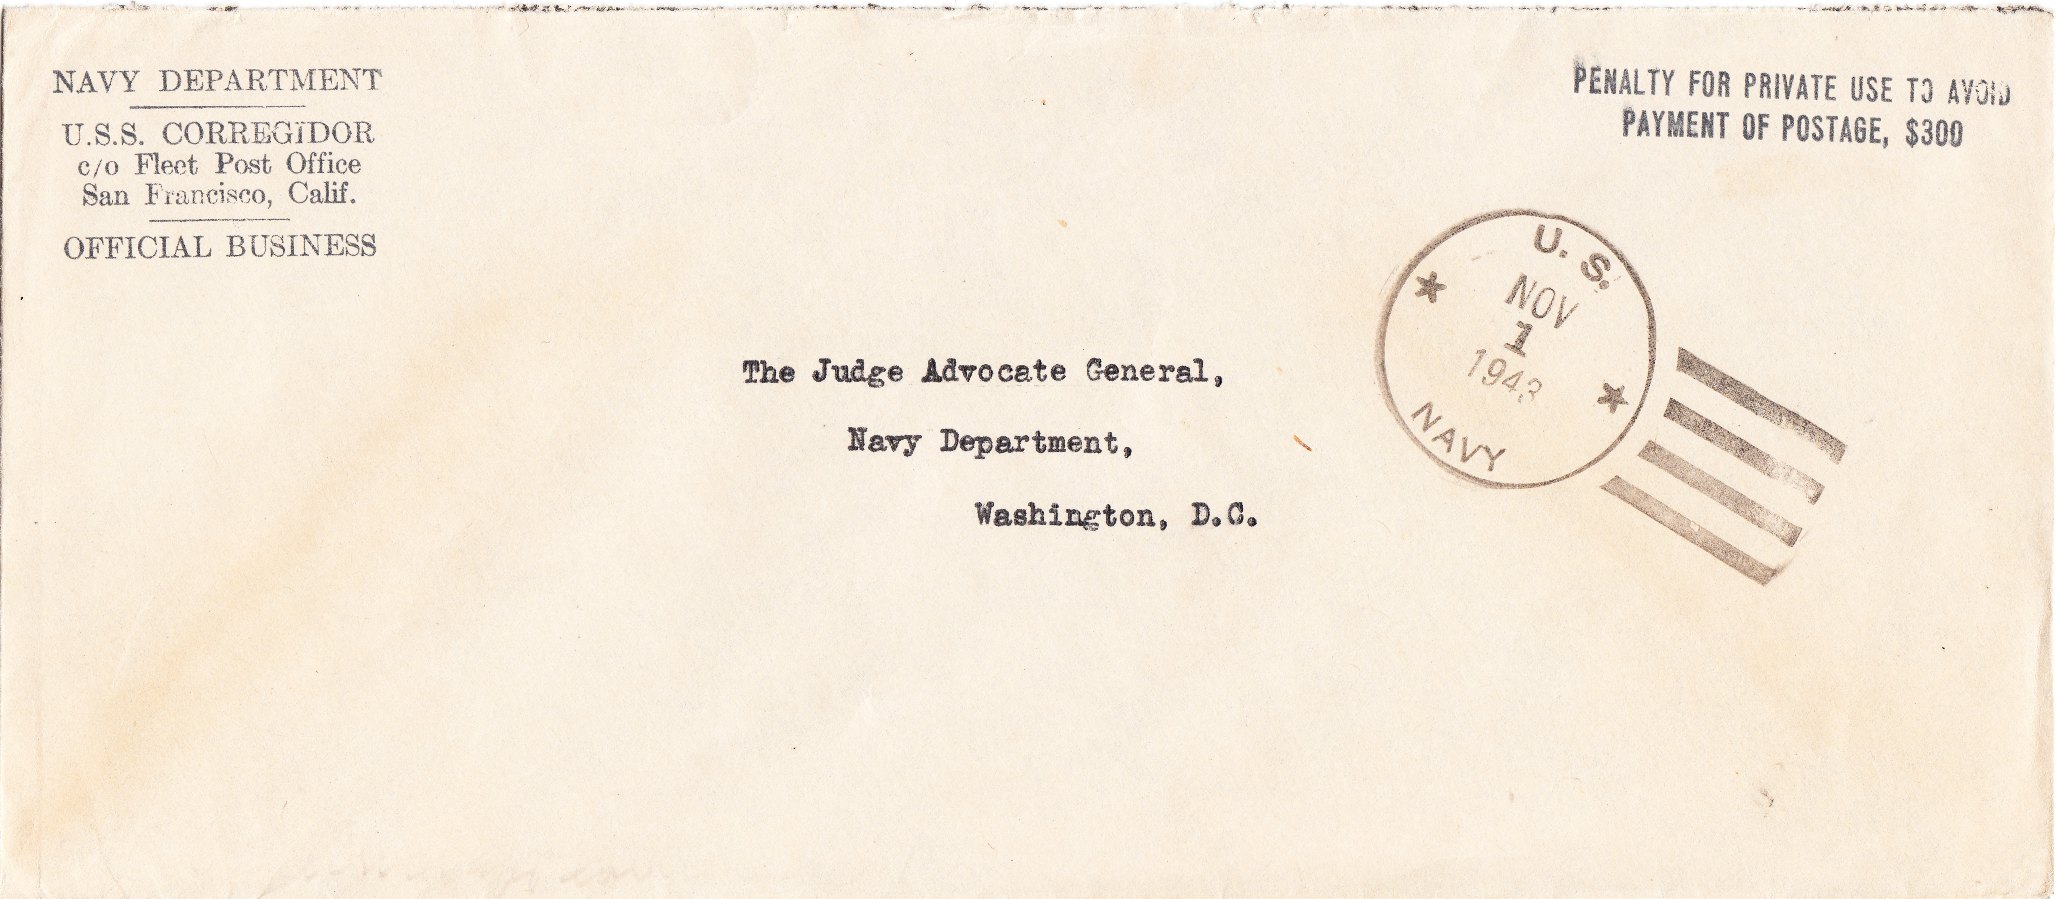 NAVY DEPARTMENT
U.S.S. CORREGIDOR
c/o Fleet Post Office
San Francisco, Calif.
OFFICIAL BUSINESS
PENALTY FOR PRIVATE USE TO AVOID
PAYMENT OF POSTAGE, $300
U. S.
NOV
1
1943
NAVY
The Judge Advocate General,
Navy Department,
Washington, D.C.